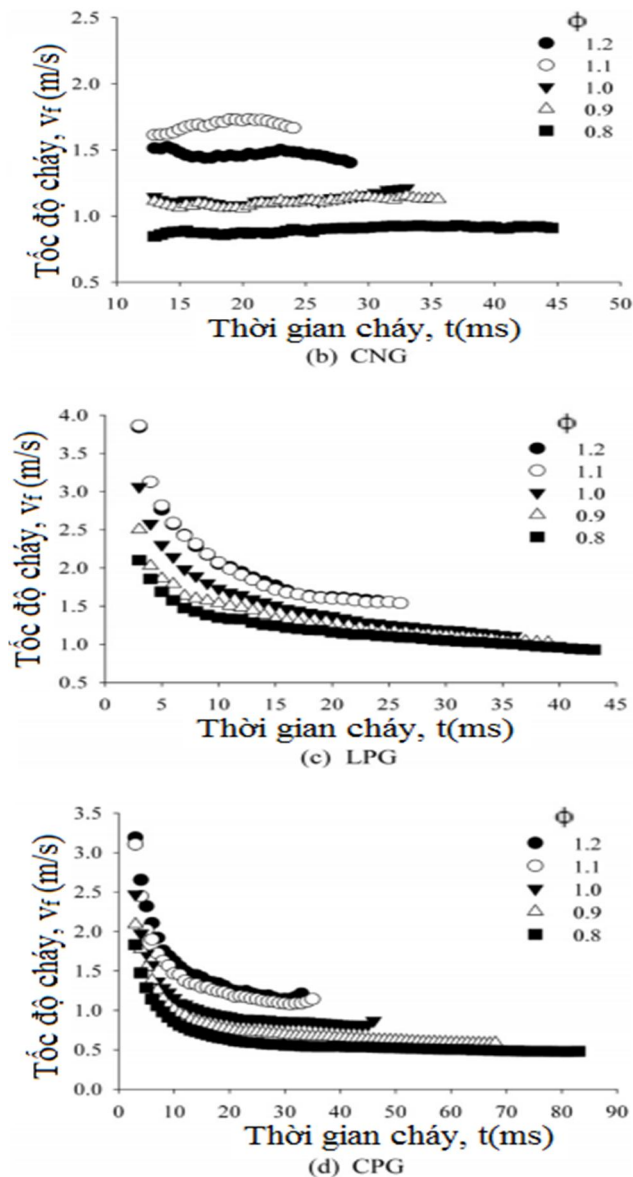 Φ
1.2
1.1
1.0
0.9
0.8
2.5
2.0
1.5
1.0
0.5
Tốc độ cháy, vf (m/s)
10 15 20 25 30 35 40 45 50
Thời gian cháy, t(ms)
(b) CNG
Φ
1.2
1.1
1.0
0.9
0.8
4.0
3.5
3.0
2.5
2.0
1.5
1.0
0.5
Tốc độ cháy, vf (m/s)
0 5 10 15 20 25 30 35 40 45
Thời gian cháy, t(ms)
(c) LPG
Φ
1.2
1.1
1.0
0.9
0.8
3.5
3.0
2.5
2.0
1.5
1.0
0.5
0.0
Tốc độ cháy, vf (m/s)
0 10 20 30 40 50 60 70 80 90
Thời gian cháy, t(ms)
(d) CPG